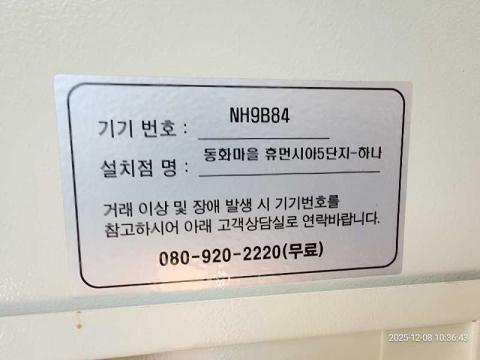 기기 번호 : NH9B84
설치점 명 : 동화마을 휴먼시아5단지-하나
거래 이상 및 장애 발생 시 기기번호를
참고하시어 아래 고객상담실로 연락바랍니다.
080-920-2220(무료)
2025-12-08 10:36:43